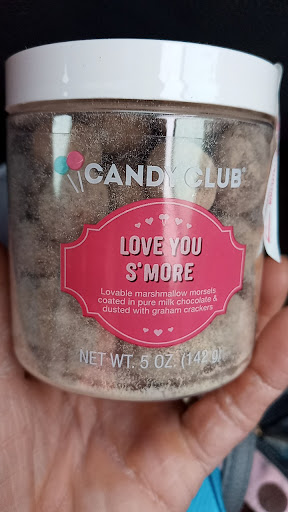 CANDY CLUB
LOVE YOU
S'MORE
Lovable marshmallow morsels
coated in pure milk chocolate &
dusted with graham crackers
NET WT. 5 OZ. (142 g)